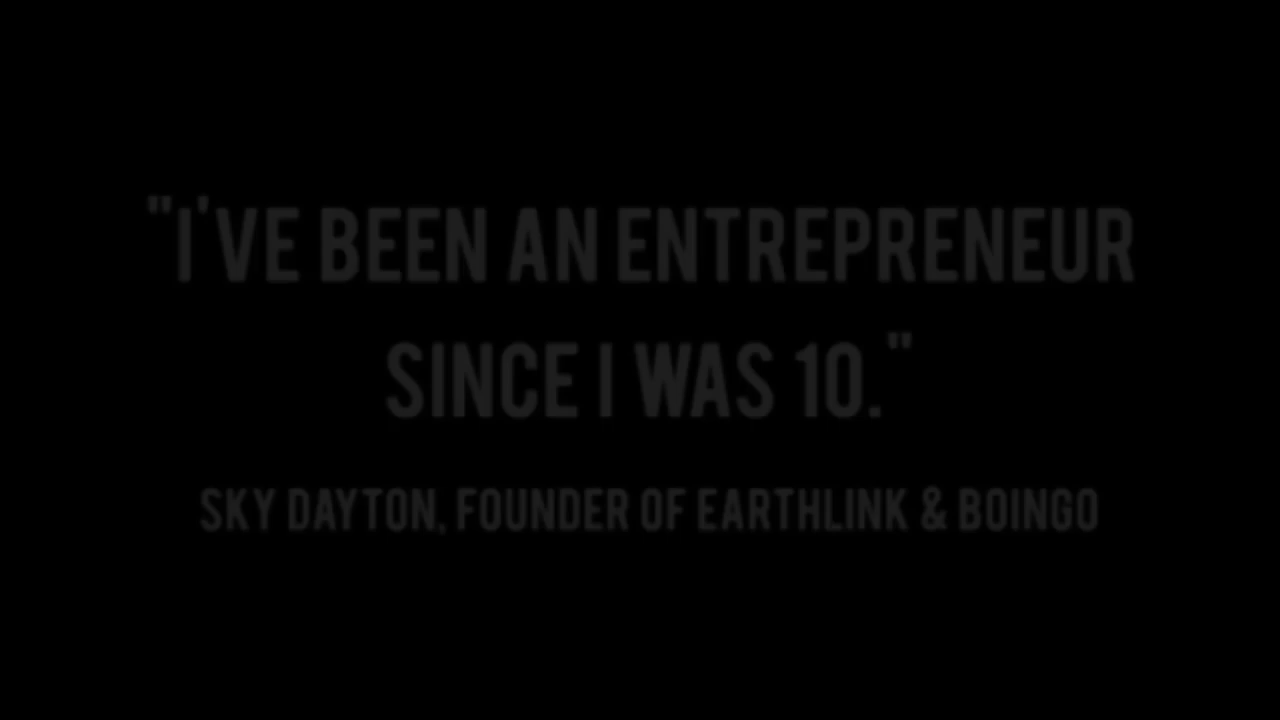 "I'VE BEEN AN ENTREPRENEUR
SINCE I WAS 10."
SKY DAYTON, FOUNDER OF EARTHLINK & BOINGO